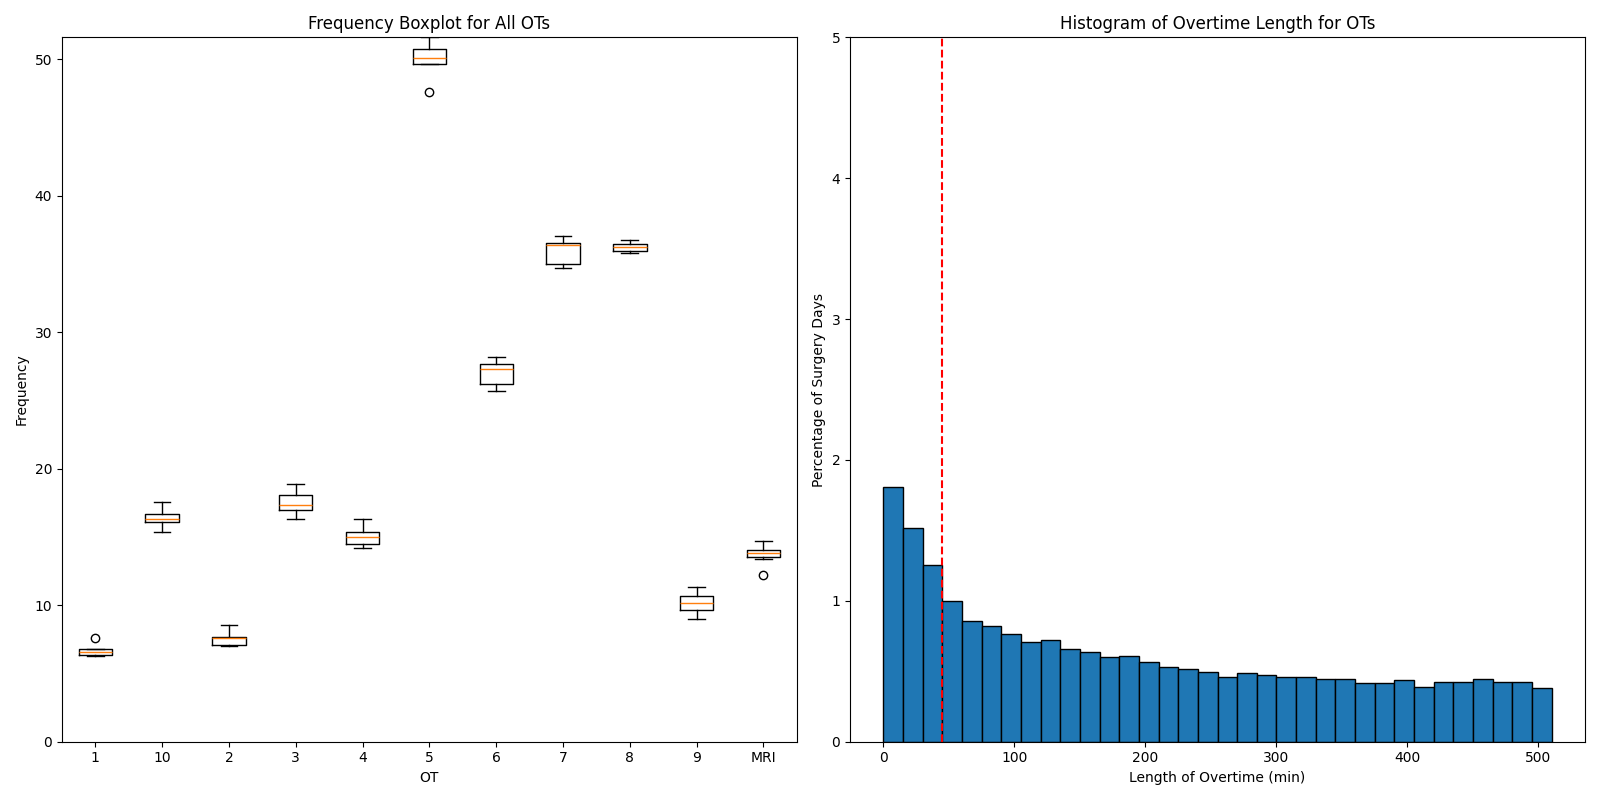 Frequency Boxplot for All OTs
Frequency
50
40
30
20
10
0
1 10 2 3 4 5 6 7 8 9 MRI
OT
Histogram of Overtime Length for OTs
Percentage of Surgery Days
5
4
3
2
1
0
0 100 200 300 400 500
Length of Overtime (min)